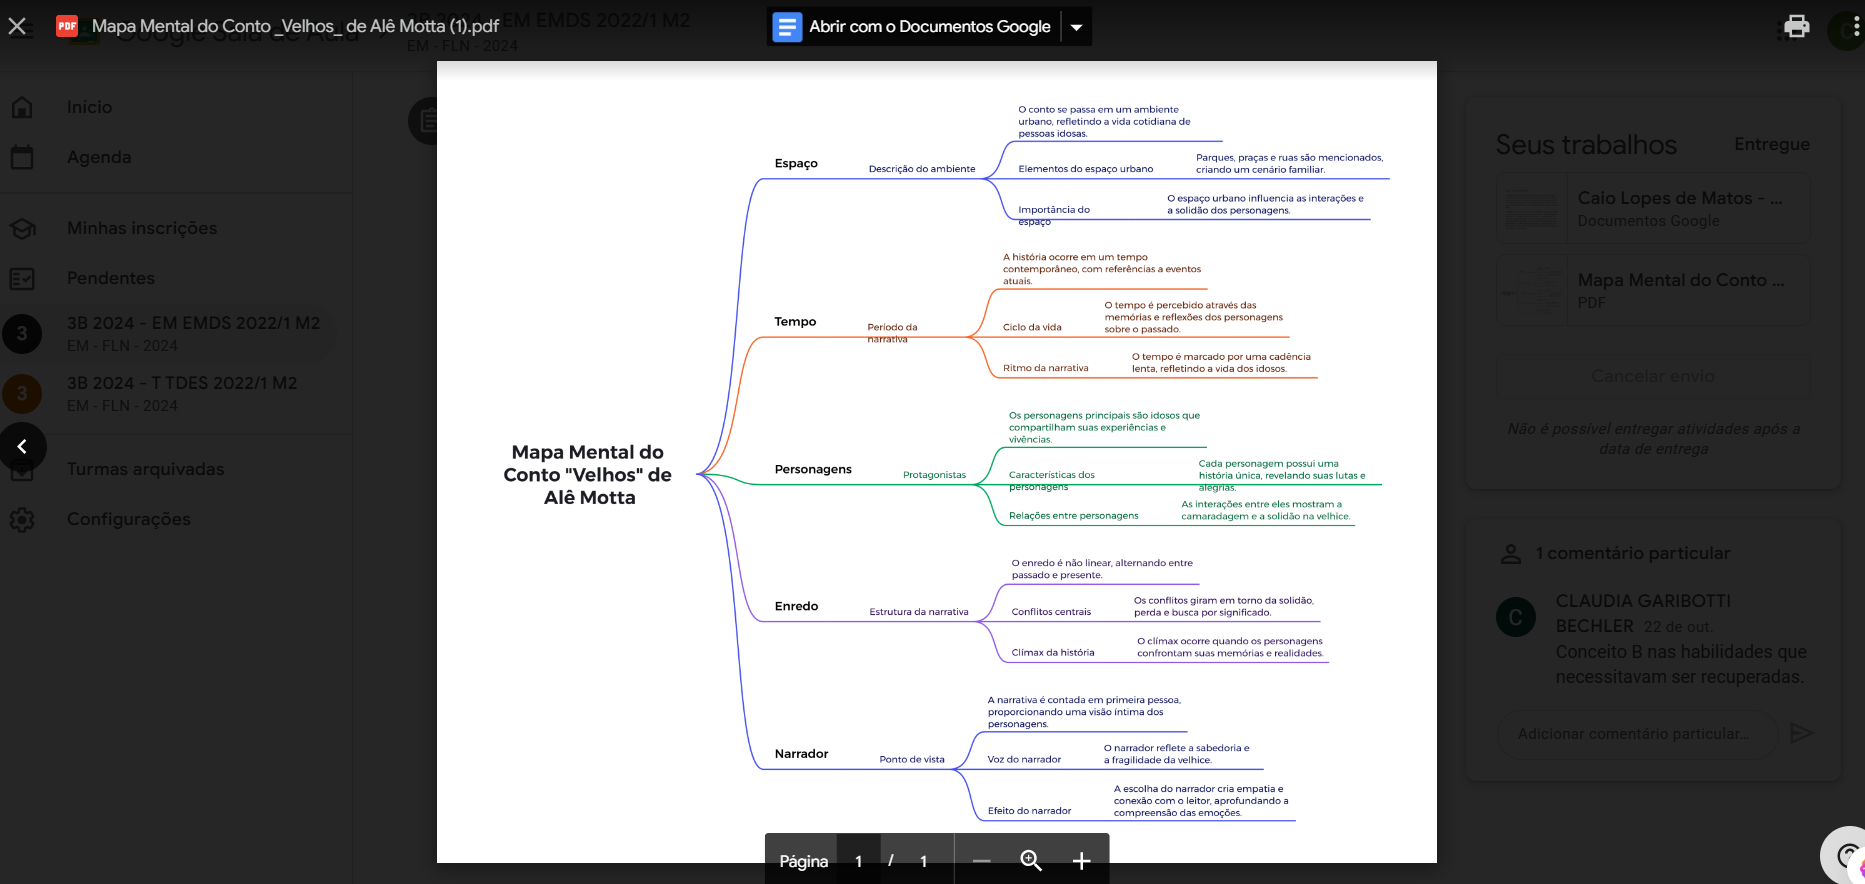 PDF
Mapa Mental do Conto _Velhos_ de Alê Motta (1).pdf
EM EMDS 2022/1 M2
EM - FLN - 2024
Abrir com o Documentos Google
Início
Agenda
Minhas inscrições
Pendentes
3
3B 2024 - EM EMDS 2022/1 M2
EM - FLN - 2024
3
3B 2024 - T TDES 2022/1 M2
EM - FLN - 2024
Turmas arquivadas
Configurações
Mapa Mental do
Conto "Velhos" de
Alê Motta
Espaço
Descrição do ambiente
O conto se passa em um ambiente
urbano, refletindo a vida cotidiana de
pessoas idosas.
Elementos do espaço urbano
Parques, praças e ruas são mencionados,
criando um cenário familiar.
Importância do
espaço
O espaço urbano influencia as interações e
a solidão dos personagens.
Tempo
Período da
narrativa
A história ocorre em um tempo
contemporâneo, com referências a eventos
atuais.
Ciclo da vida
O tempo é percebido através das
memórias e reflexões dos personagens
sobre o passado.
Ritmo da narrativa
O tempo é marcado por uma cadência
lenta, refletindo a vida dos idosos.
Personagens
Protagonistas
Os personagens principais são idosos que
compartilham suas experiências e
vivências.
Características dos
personagens
Cada personagem possui uma
história única, revelando suas lutas e
alegrias.
Relações entre personagens
As interações entre eles mostram a
camaradagem e a solidão na velhice.
Enredo
Estrutura da narrativa
O enredo é não linear, alternando entre
passado e presente.
Conflitos centrais
Os conflitos giram em torno da solidão,
perda e busca por significado.
Clímax da história
O clímax ocorre quando os personagens
confrontam suas memórias e realidades.
Narrador
Ponto de vista
A narrativa é contada em primeira pessoa,
proporcionando uma visão íntima dos
personagens.
Voz do narrador
O narrador reflete a sabedoria e
a fragilidade da velhice.
Efeito do narrador
A escolha do narrador cria empatia e
conexão com o leitor, aprofundando a
compreensão das emoções.
Página 1 / 1
Seus trabalhos
Entregue
Caio Lopes de Matos - ...
Documentos Google
Mapa Mental do Conto ...
PDF
Cancelar envio
Não é possível entregar atividades após a
data de entrega
1 comentário particular
C
CLAUDIA GARIBOTTI
BECHLER 22 de out.
Conceito B nas habilidades que
necessitavam ser recuperadas.
Adicionar comentário particular...